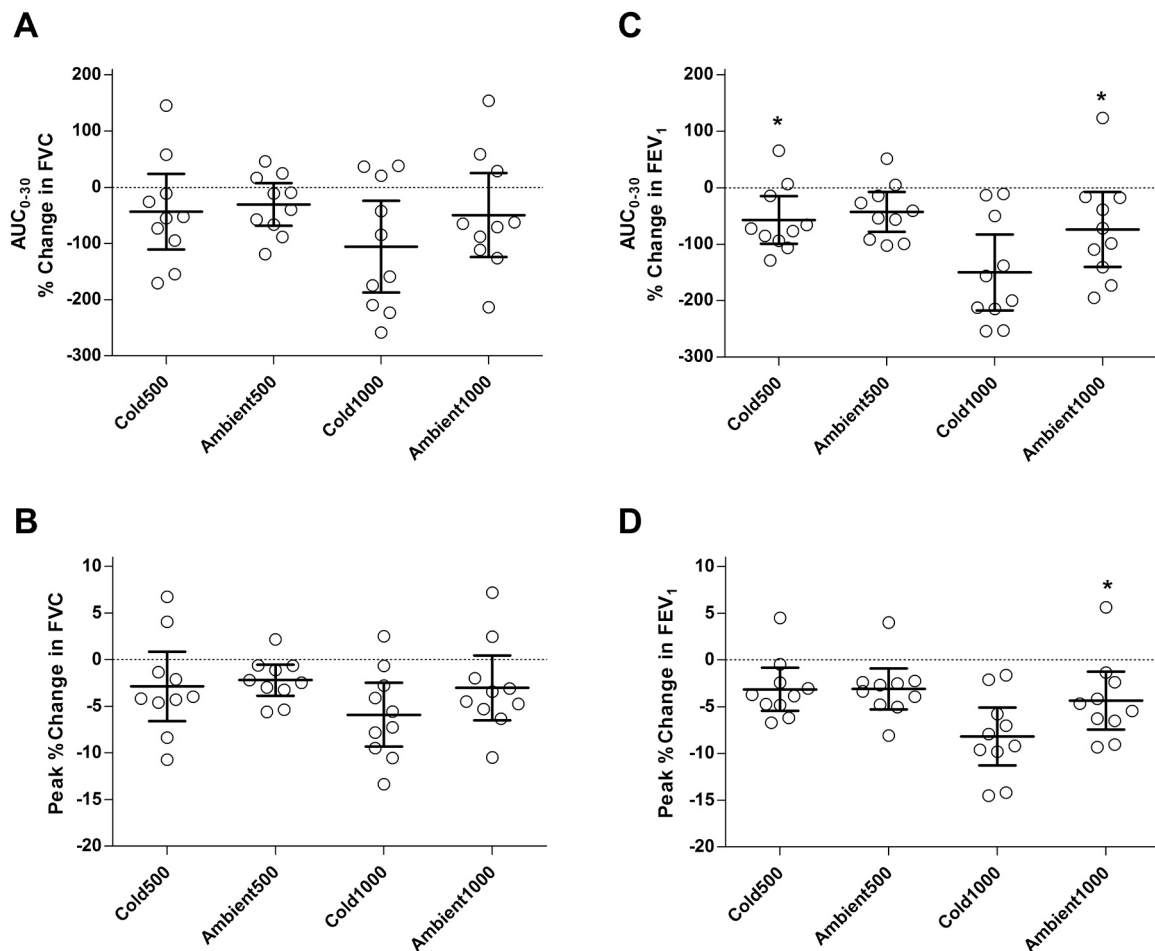 A
200
100
0
-100
-200
-300
AUC0-30
% Change in FVC
Cold500
Ambient500
Cold1000
Ambient1000
C
*
*
200
100
0
-100
-200
-300
AUC0-30
% Change in FEV1
Cold500
Ambient500
Cold1000
Ambient1000
B
10
5
0
-5
-10
-15
-20
Peak %Change in FVC
Cold500
Ambient500
Cold1000
Ambient1000
D
*
10
5
0
-5
-10
-15
-20
Peak %Change in FEV1
Cold500
Ambient500
Cold1000
Ambient1000